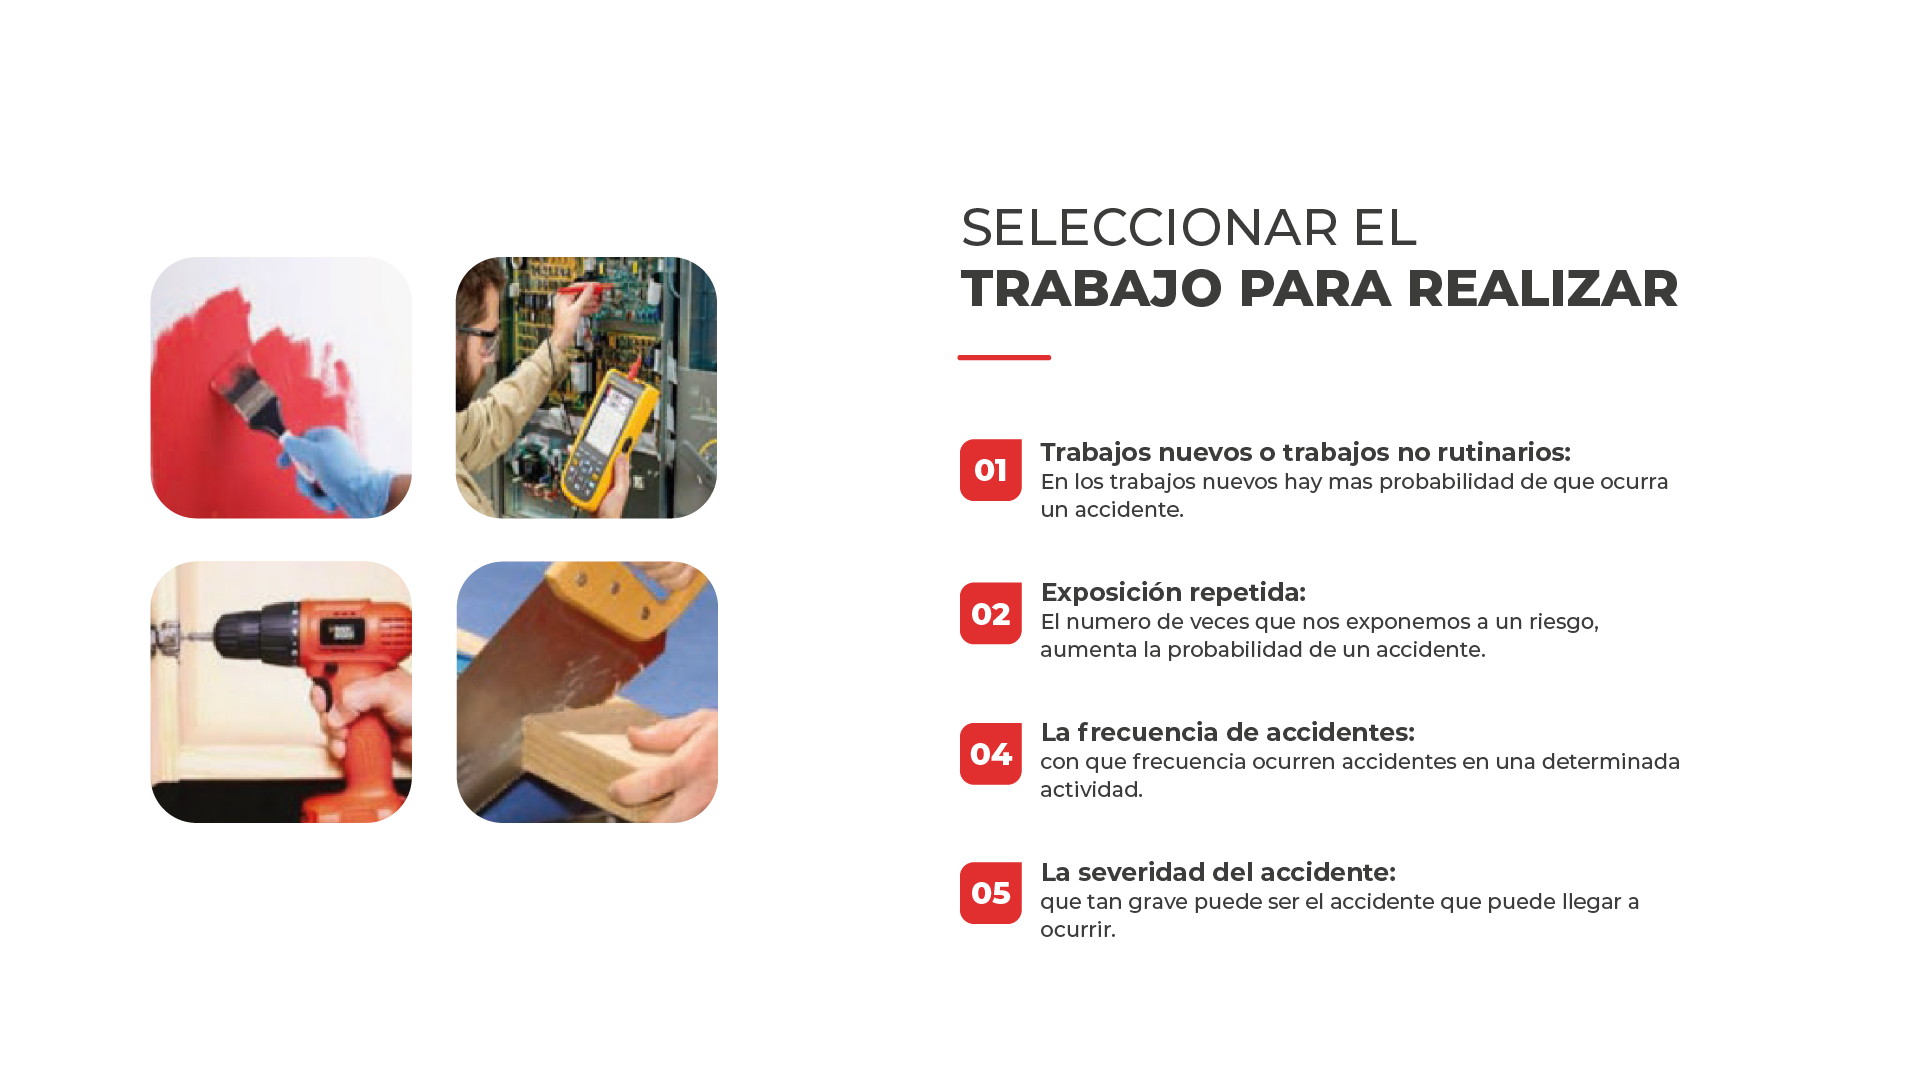 SELECCIONAR EL
TRABAJO PARA REALIZAR
01
Trabajos nuevos o trabajos no rutinarios:
En los trabajos nuevos hay mas probabilidad de que ocurra
un accidente.
02
Exposición repetida:
El numero de veces que nos exponemos a un riesgo,
aumenta la probabilidad de un accidente.
04
La frecuencia de accidentes:
con que frecuencia ocurren accidentes en una determinada
actividad.
05
La severidad del accidente:
que tan grave puede ser el accidente que puede llegar a
ocurrir.